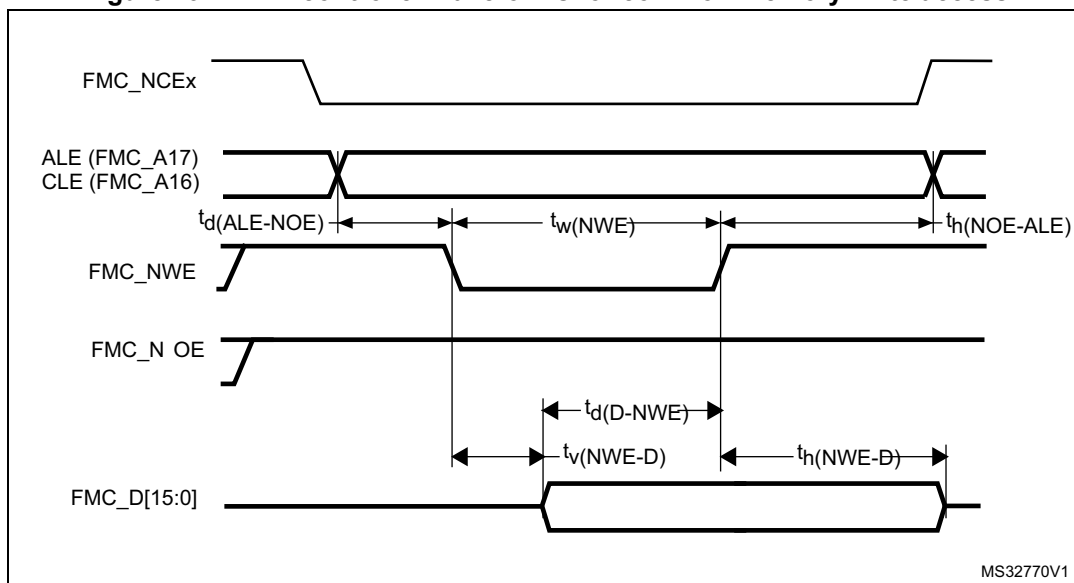 FMC_NCEx
ALE (FMC_A17)
CLE (FMC_A16)
td(ALE-NOE)
tw(NWE)
th(NOE-ALE)
FMC_NWE
FMC_N OE
td(D-NWE)
tv(NWE-D)
th(NWE-D)
FMC_D[15:0]
MS32770V1